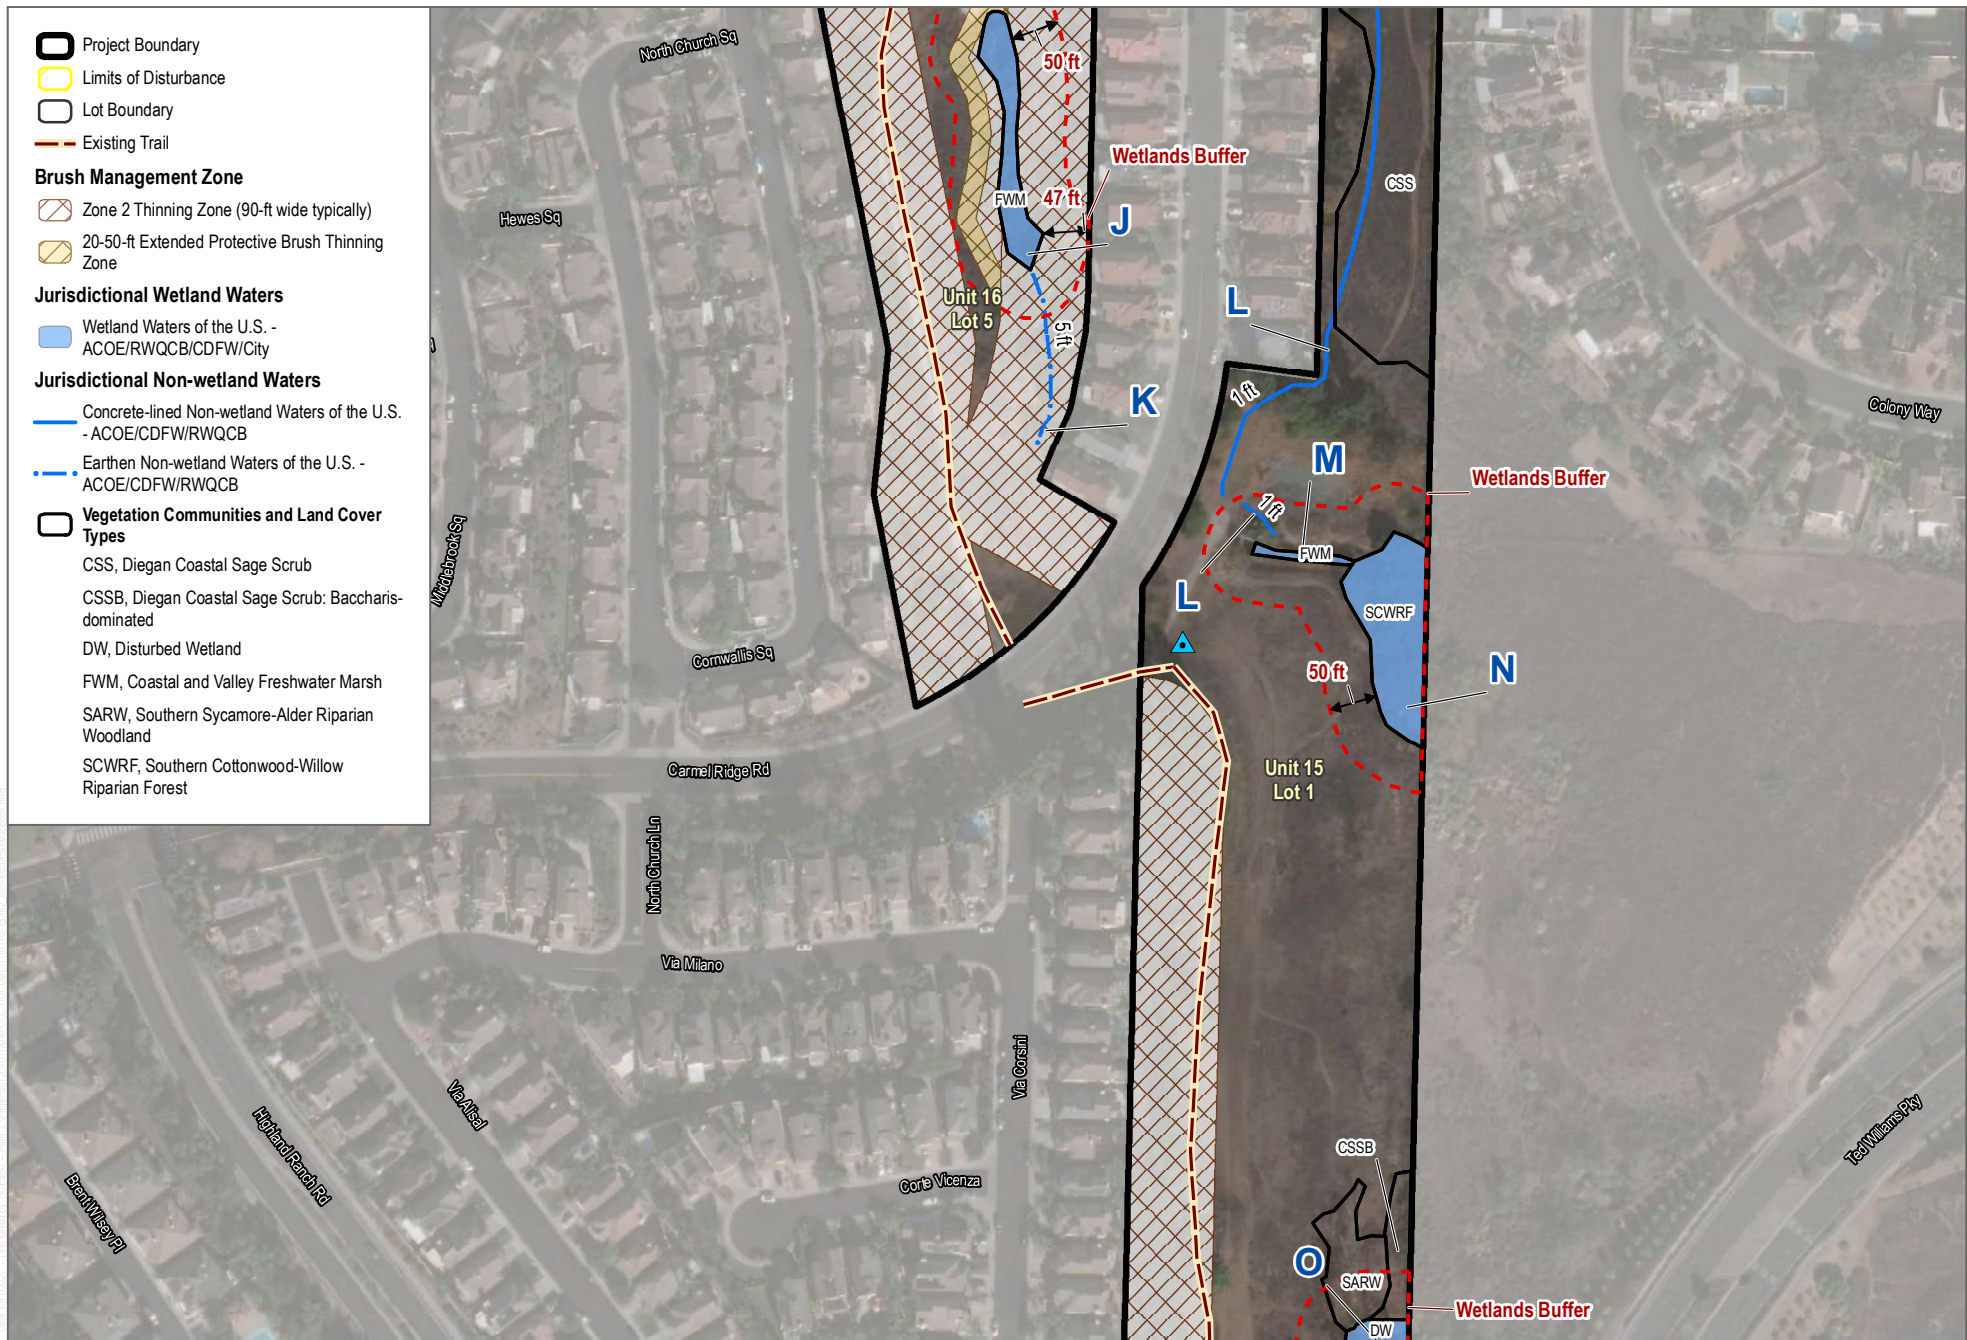 Project Boundary
Limits of Disturbance
Lot Boundary
Existing Trail
Brush Management Zone
Zone 2 Thinning Zone (90-ft wide typically)
20-50-ft Extended Protective Brush Thinning
Zone
Jurisdictional Wetland Waters
Wetland Waters of the U.S. -
ACOE/RWQCB/CDFW/City
Jurisdictional Non-wetland Waters
Concrete-lined Non-wetland Waters of the U.S.
- ACOE/CDFW/RWQCB
Earthen Non-wetland Waters of the U.S. -
ACOE/CDFW/RWQCB
Vegetation Communities and Land Cover
Types
CSS, Diegan Coastal Sage Scrub
CSSB, Diegan Coastal Sage Scrub: Baccharis-
dominated
DW, Disturbed Wetland
FWM, Coastal and Valley Freshwater Marsh
SARW, Southern Sycamore-Alder Riparian
Woodland
SCWRF, Southern Cottonwood-Willow
Riparian Forest
North Church Sq
50 ft
Wetlands Buffer
CSS
FWM
47 ft
Hewes Sq
J
Unit 16
Lot 5
5 ft
L
1 ft
K
Colony Way
M
Wetlands Buffer
1 ft
FWM
Middlebrook Sq
L
SCWRF
Cornwallis Sq
50 ft
N
Carmel Ridge Rd
Unit 15
Lot 1
North Church Ln
Via Milano
Via Corsini
Via Alisal
Highland Ranch Rd
Brent Wilsey Pl
Corte Vicenza
Ted Williams Pky
CSSB
O
SARW
Wetlands Buffer
DW